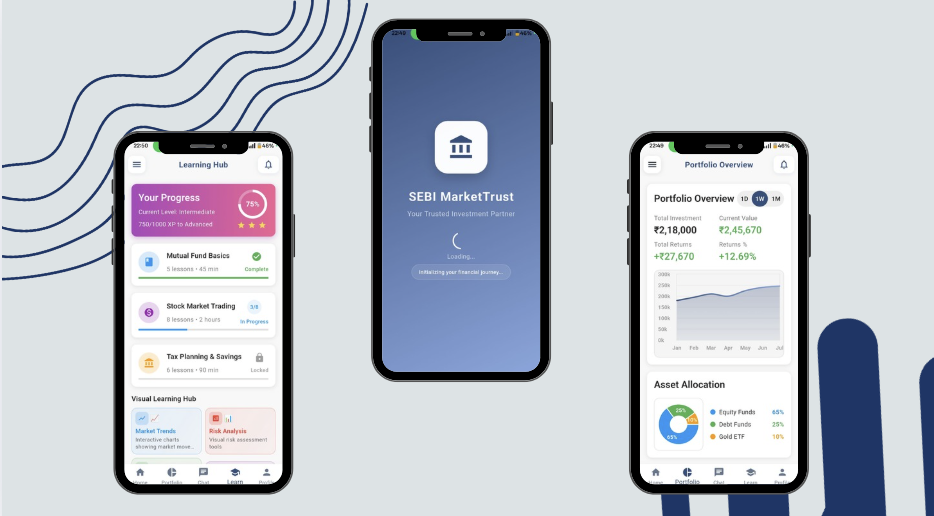 22:50
46%
Learning Hub
Your Progress
Current Level: Intermediate
750/1000 XP to Advanced
75%
Mutual Fund Basics
5 lessons • 45 min
Complete
Stock Market Trading
8 lessons • 2 hours
3/8
In Progress
Tax Planning & Savings
6 lessons • 90 min
Locked
Visual Learning Hub
Market Trends
Interactive charts
showing market move...
Risk Analysis
Visual risk assessment
tools
Home
Portfolio
Chat
Learn
22:49
46%
SEBI MarketTrust
Your Trusted Investment Partner
Loading...
Initializing your financial journey...
22:49
46%
Portfolio Overview
Portfolio Overview
1D 1W 1M
Total Investment Current Value
₹2,18,000 ₹2,45,670
Total Returns Returns %
+₹27,670 +12.69%
300k
250k
200k
150k
100k
50k
0k
Jan Feb Mar Apr May Jun Jul
Asset Allocation
25%
10%
65%
Equity Funds 65%
Debt Funds 25%
Gold ETF 10%
Home
Portfolio
Chat
Learn